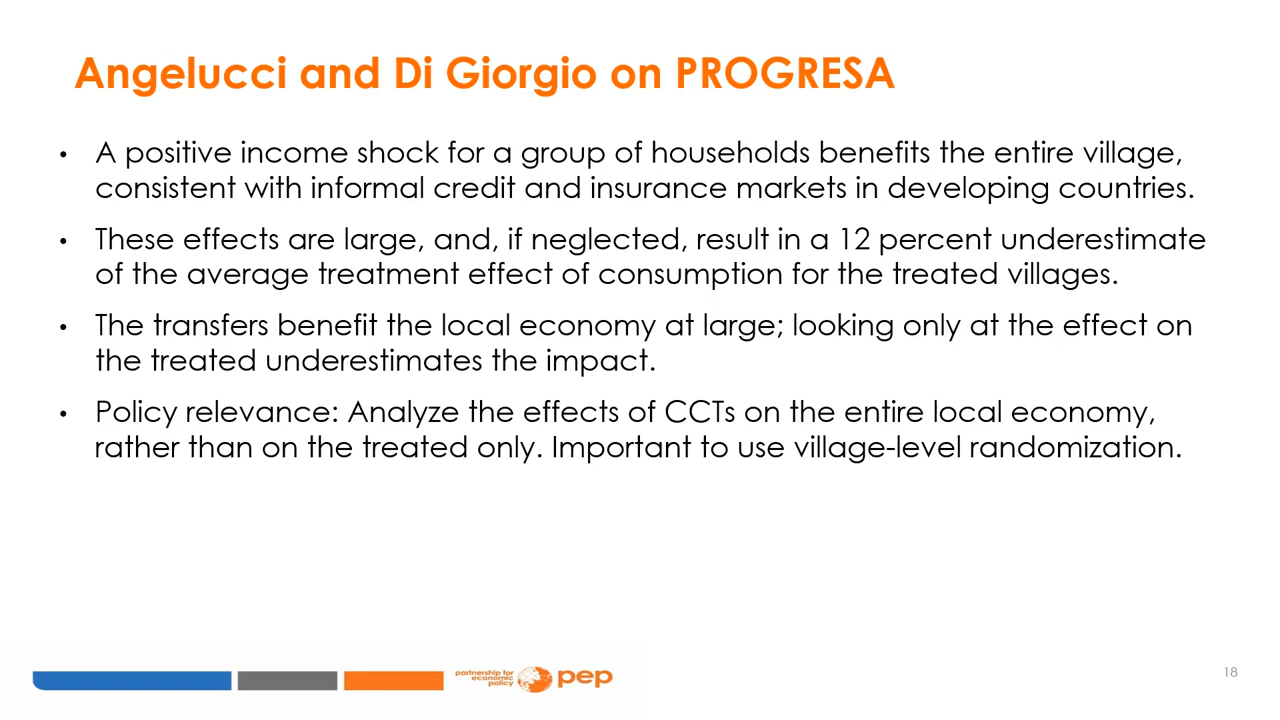 Angelucci and Di Giorgio on PROGRESA
• A positive income shock for a group of households benefits the entire village,
consistent with informal credit and insurance markets in developing countries.
• These effects are large, and, if neglected, result in a 12 percent underestimate
of the average treatment effect of consumption for the treated villages.
• The transfers benefit the local economy at large; looking only at the effect on
the treated underestimates the impact.
• Policy relevance: Analyze the effects of CCTs on the entire local economy,
rather than on the treated only. Important to use village-level randomization.
partnership for
economic
policy
pep
18